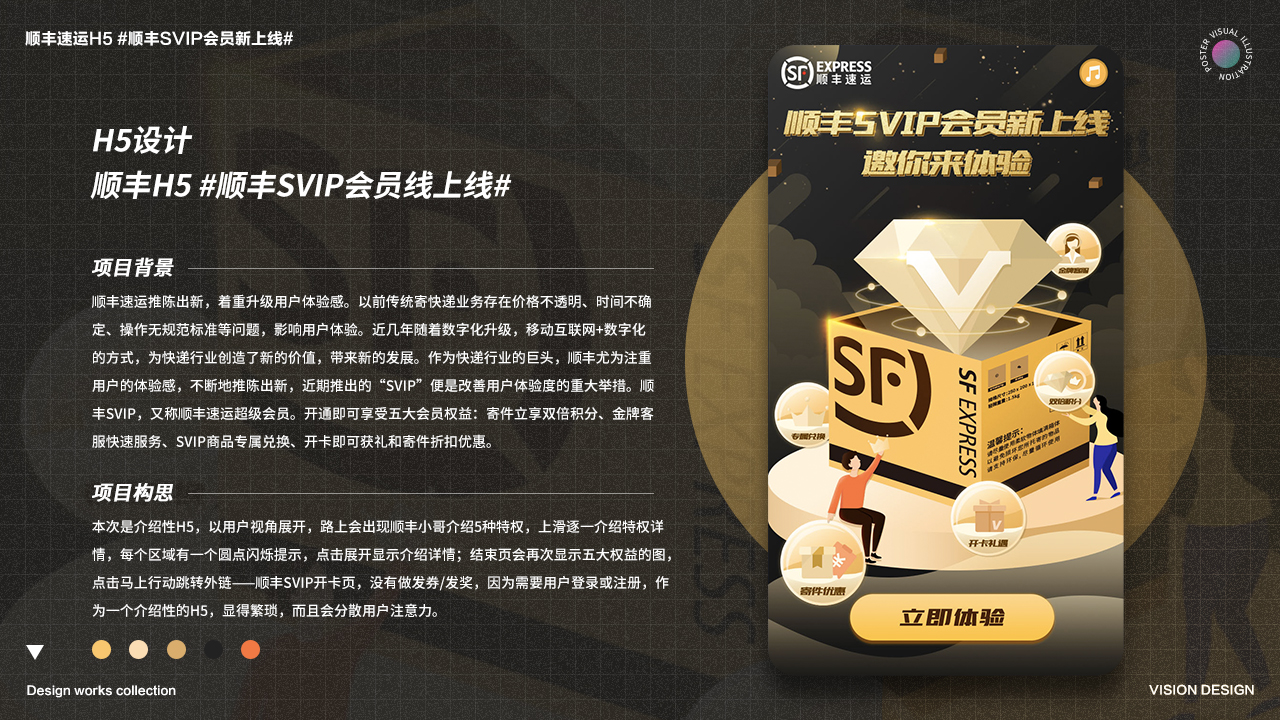 顺丰速运H5 #顺丰SVIP会员新上线#
POSTER VISUAL ILLUSTRATION
H5设计
顺丰H5 #顺丰SVIP会员线上线#
项目背景
顺丰速运推陈出新，着重升级用户体验感。以前传统寄快递业务存在价格不透明、时间不确
定、操作无规范标准等问题，影响用户体验。近几年随着数字化升级，移动互联网+数字化
的方式，为快递行业创造了新的价值，带来新的发展。作为快递行业的巨头，顺丰尤为注重
用户的体验感，不断地推陈出新，近期推出的“SVIP”便是改善用户体验度的重大举措。顺
丰SVIP，又称顺丰速运超级会员。开通即可享受五大会员权益：寄件立享双倍积分、金牌客
服快速服务、SVIP商品专属兑换、开卡即可获礼和寄件折扣优惠。
项目构思
本次是介绍性H5，以用户视角展开，路上会出现顺丰小哥介绍5种特权，上滑逐一介绍特权详
情，每个区域有一个圆点闪烁提示，点击展开显示介绍详情；结束页会再次显示五大权益的图，
点击马上行动跳转外链——顺丰SVIP开卡页，没有做发券/发奖，因为需要用户登录或注册，作
为一个介绍性的H5，显得繁琐，而且会分散用户注意力。
Design works collection
SF EXPRESS
顺丰速运
顺丰SVIP会员新上线
邀你来体验
V
金牌客服
SF
SF EXPRESS
双倍积分
专属兑换
温馨提示：
开卡礼遇
寄件优惠
立即体验
VISION DESIGN